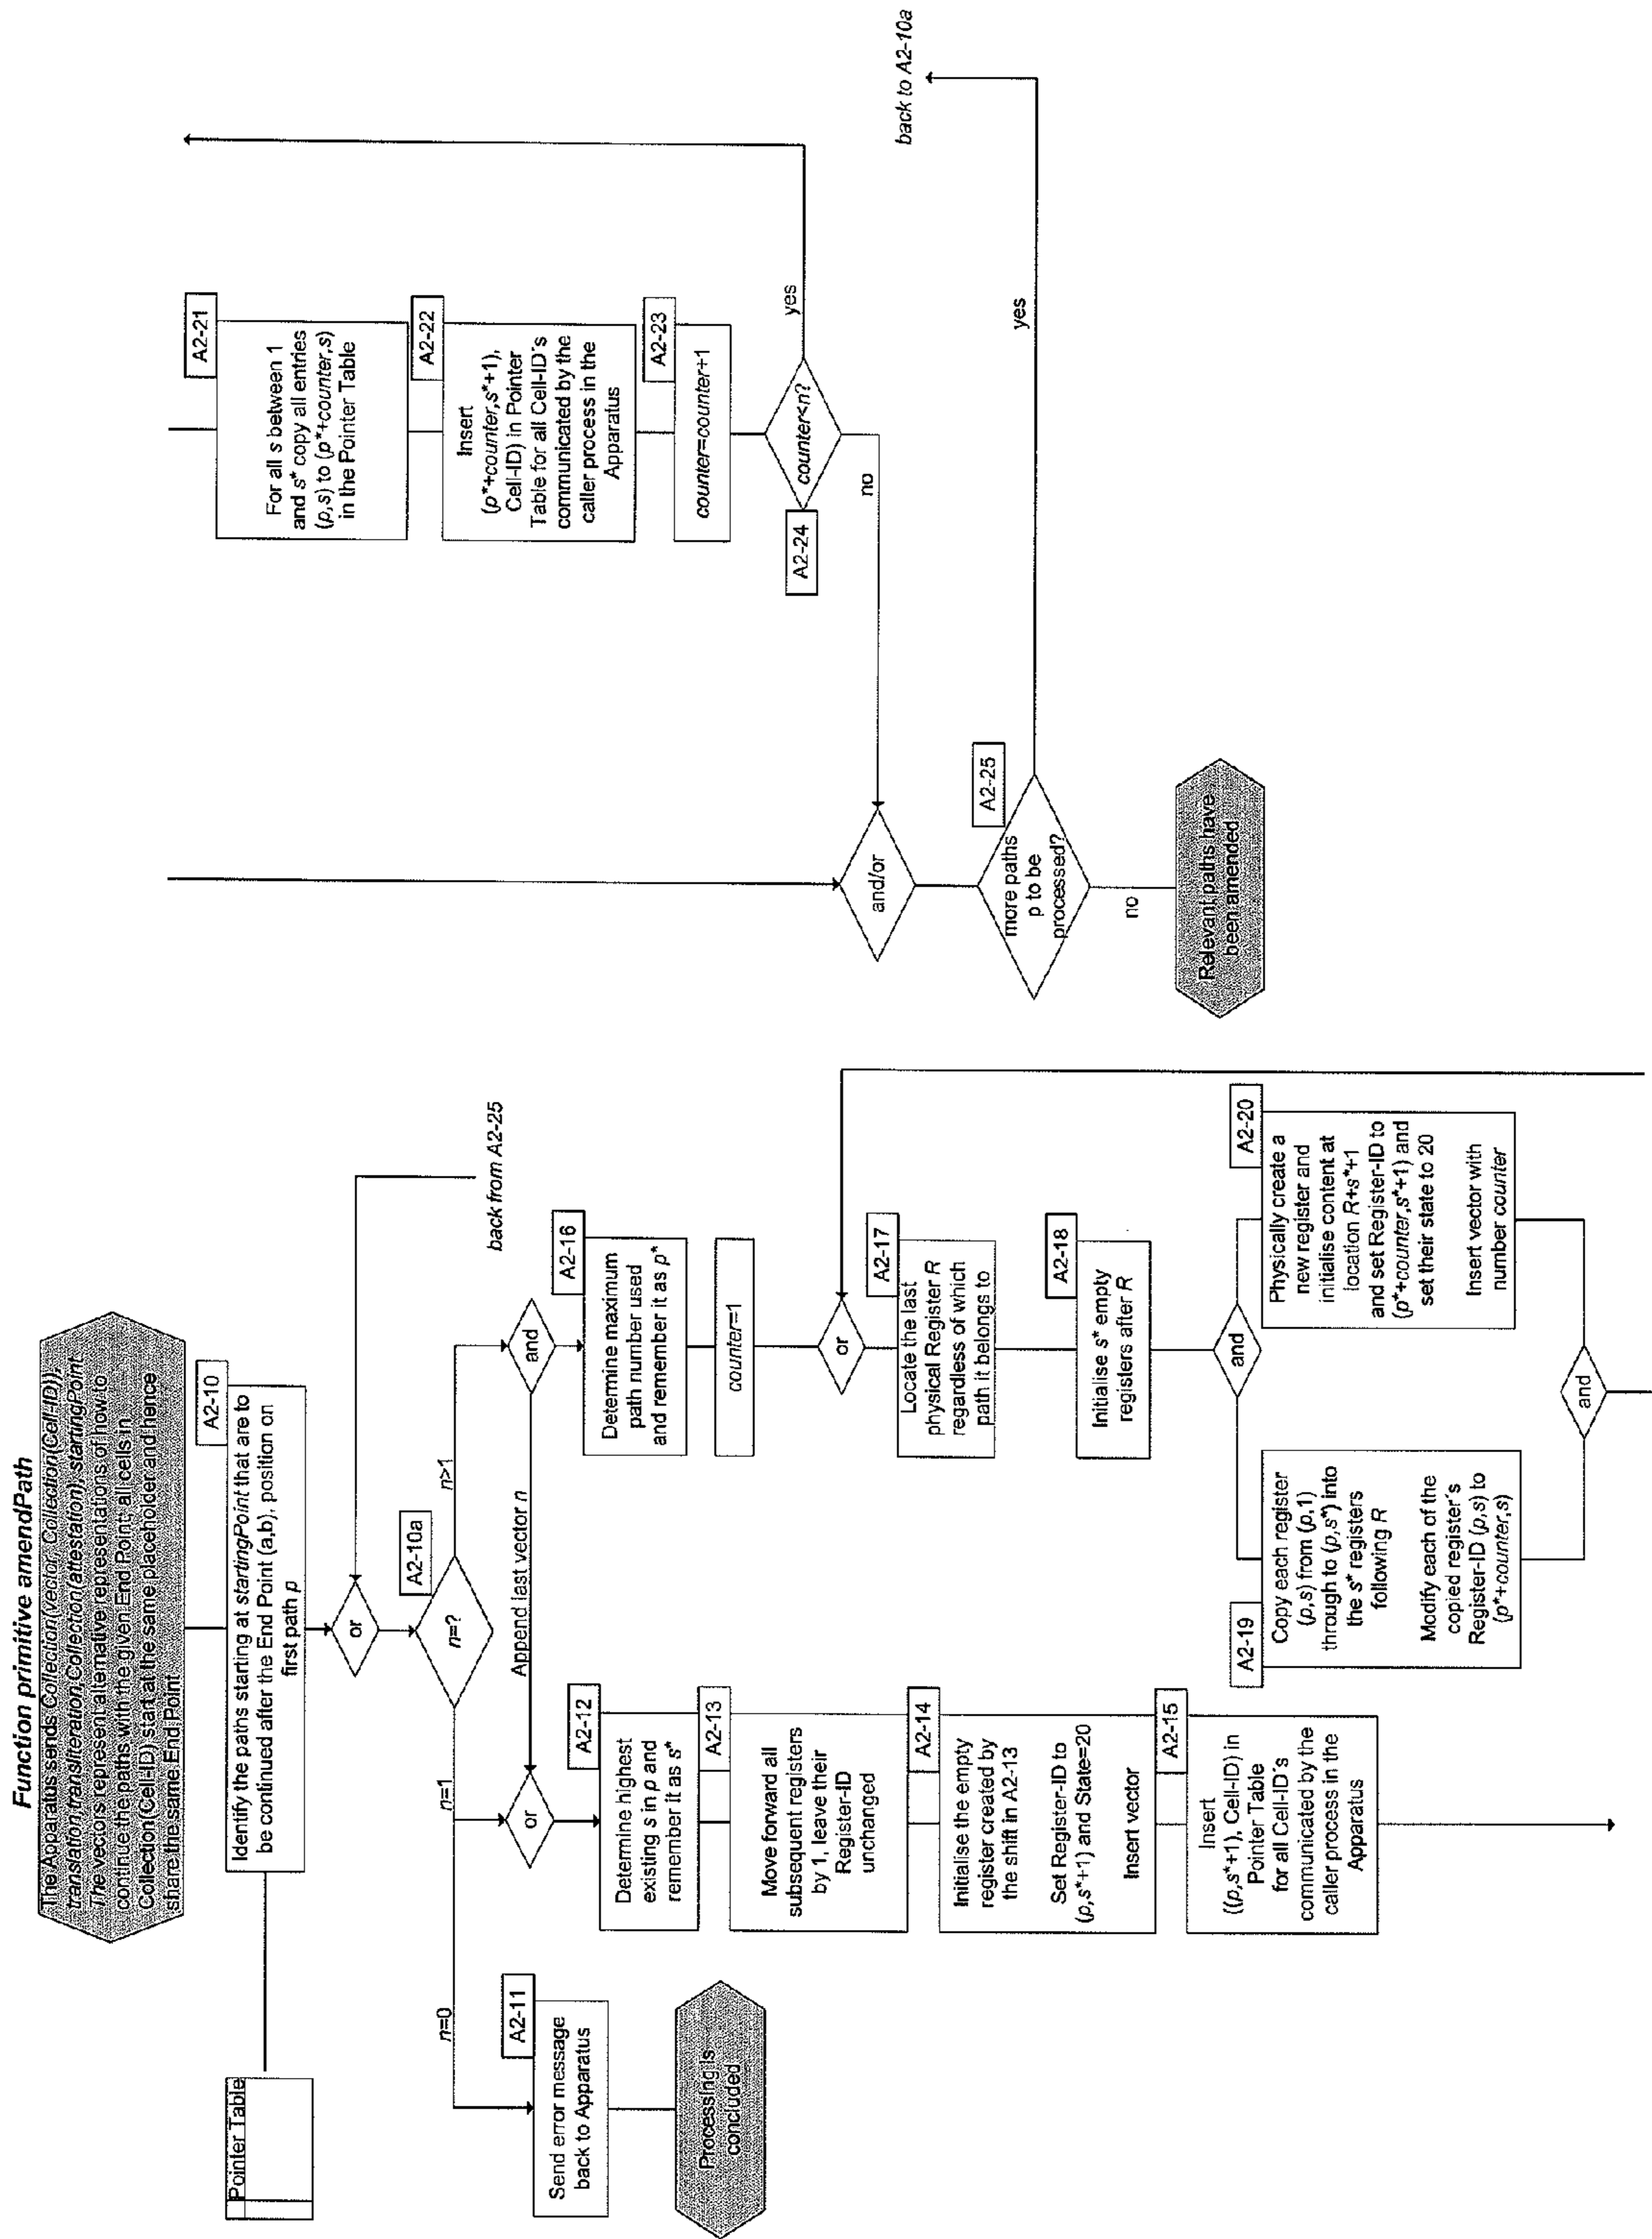 Function primitive amendPath
The Apparatus sends Collection(vector, Collection(Cell-ID)),
translation,transliteration,Collection(attestation),startingPoint
The vectors represent alternative representations of how to
continue the paths with the given End Point; all cells in
Collection(Cell-ID) start at the same placeholder and hence
share the same End Point
Pointer Table
A2-10
Identify the paths starting at startingPoint that are to
be continued after the End Point (a,b), position on
first path p
or
back from A2-25
A2-10a
n=?
n=0
n=1
n>1
A2-11
Send error message
back to Apparatus
Processing is
concluded
or
Append last vector n
and
A2-12
Determine highest
existing s in p and
remember it as s*
A2-13
Move forward all
subsequent registers
by 1, leave their
Register-ID
unchanged
A2-14
Initialise the empty
register created by
the shift in A2-13
Set Register-ID to
(p,s*+1) and State=20
Insert vector
A2-15
Insert
((p,s*+1), Cell-ID) in
Pointer Table
for all Cell-ID's
communicated by the
caller process in the
Apparatus
A2-16
Determine maximum
path number used
and remember it as p*
counter=1
or
A2-17
Locate the last
physical Register R
regardless of which
path it belongs to
A2-18
Initialise s* empty
registers after R
and
A2-19
Copy each register
(p,s) from (p,1)
through to (p,s*) into
the s* registers
following R
Modify each of the
copied register's
Register-ID (p,s) to
(p*+counter,s)
A2-20
Physically create a
new register and
initialise content at
location R+s*+1
and set Register-ID to
(p*+counter,s*+1) and
set their state to 20
Insert vector with
number counter
and
A2-21
For all s between 1
and s* copy all entries
(p,s) to (p*+counter,s)
in the Pointer Table
A2-22
Insert
(p*+counter,s*+1),
Cell-ID) in Pointer
Table for all Cell-ID's
communicated by the
caller process in the
Apparatus
A2-23
counter=counter+1
A2-24
counter<n?
yes
no
and/or
A2-25
more paths
p to be
processed?
yes
back to A2-10a
no
Relevant paths have
been amended